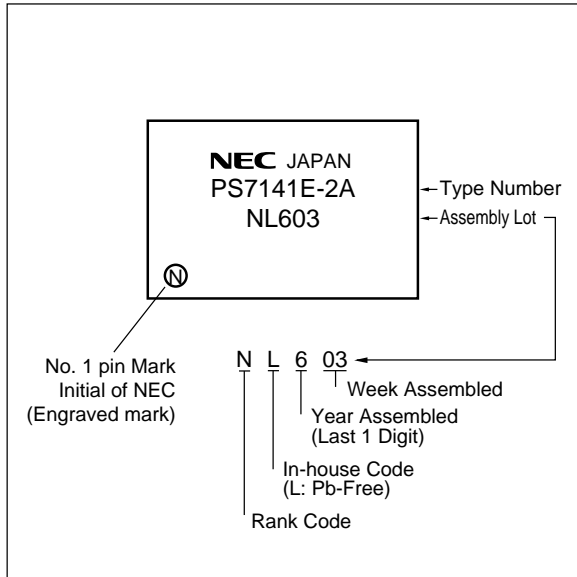 NEC JAPAN
PS7141E-2A
NL603
N
Type Number
Assembly Lot
No. 1 pin Mark
Initial of NEC
(Engraved mark)
N L 6 03
Week Assembled
Year Assembled
(Last 1 Digit)
In-house Code
(L: Pb-Free)
Rank Code